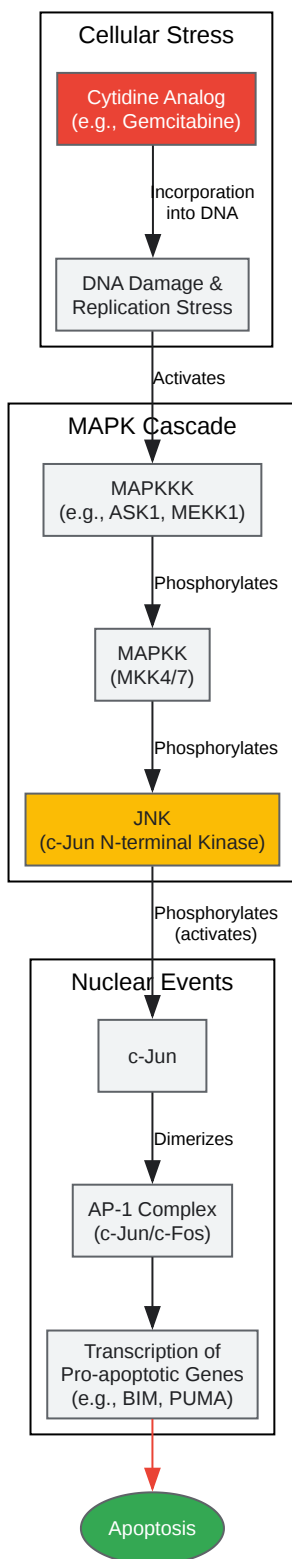 Cellular Stress
Cytidine Analog
(e.g., Gemcitabine)
Incorporation
into DNA
DNA Damage &
Replication Stress
Activates
MAPK Cascade
MAPKKK
(e.g., ASK1, MEKK1)
Phosphorylates
MAPKK
(MKK4/7)
Phosphorylates
JNK
(c-Jun N-terminal Kinase)
Phosphorylates
(activates)
Nuclear Events
c-Jun
Dimerizes
AP-1 Complex
(c-Jun/c-Fos)
Transcription of
Pro-apoptotic Genes
(e.g., BIM, PUMA)
Apoptosis